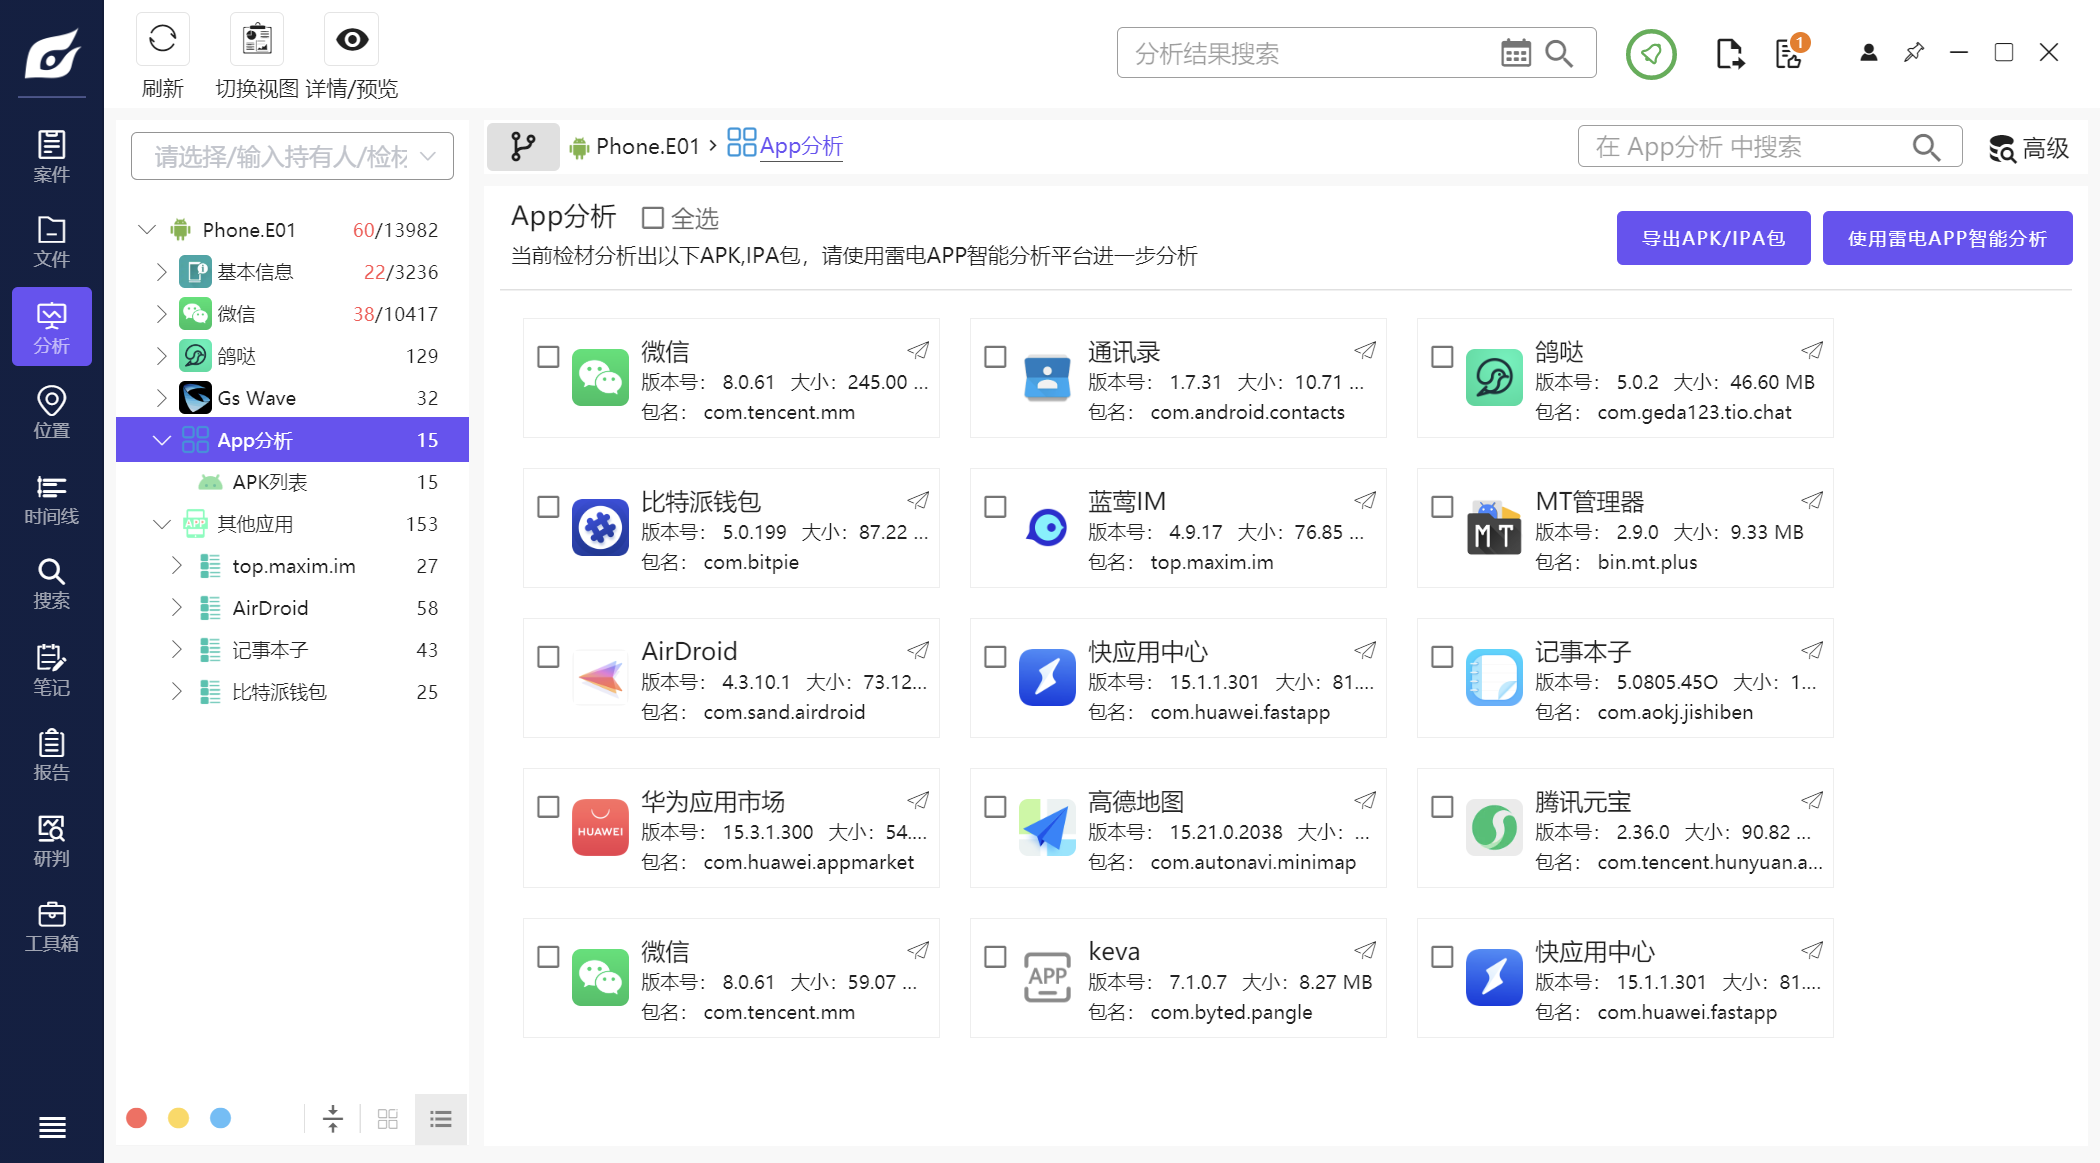 刷新
切换视图
详情/预览
分析结果搜索
1
案件
文件
分析
位置
时间线
搜索
笔记
报告
研判
工具箱
请选择/输入持有人/检材
Phone.E01 60/13982
基本信息 22/3236
微信 38/10417
鸽哒 129
Gs Wave 32
App分析 15
APK列表 15
其他应用 153
top.maxim.im 27
AirDroid 58
记事本子 43
比特派钱包 25
Phone.E01 > App分析
在 App分析 中搜索
高级
App分析 全选
当前检材分析出以下APK,IPA包，请使用雷电APP智能分析平台进一步分析
导出APK/IPA包
使用雷电APP智能分析
微信
版本号： 8.0.61 大小：245.00 ...
包名： com.tencent.mm
通讯录
版本号： 1.7.31 大小：10.71 ...
包名： com.android.contacts
鸽哒
版本号： 5.0.2 大小：46.60 MB
包名： com.geda123.tio.chat
比特派钱包
版本号： 5.0.199 大小：87.22 ...
包名： com.bitpie
蓝莺IM
版本号： 4.9.17 大小：76.85 ...
包名： top.maxim.im
MT
MT管理器
版本号： 2.9.0 大小：9.33 MB
包名： bin.mt.plus
AirDroid
版本号： 4.3.10.1 大小：73.12...
包名： com.sand.airdroid
快应用中心
版本号： 15.1.1.301 大小：81....
包名： com.huawei.fastapp
记事本子
版本号： 5.0805.45O 大小：1...
包名： com.aokj.jishiben
HUAWEI
华为应用市场
版本号： 15.3.1.300 大小：54....
包名： com.huawei.appmarket
高德地图
版本号： 15.21.0.2038 大小：...
包名： com.autonavi.minimap
腾讯元宝
版本号： 2.36.0 大小：90.82 ...
包名： com.tencent.hunyuan.a...
微信
版本号： 8.0.61 大小：59.07 ...
包名： com.tencent.mm
APP
keva
版本号： 7.1.0.7 大小：8.27 MB
包名： com.byted.pangle
快应用中心
版本号： 15.1.1.301 大小：81....
包名： com.huawei.fastapp